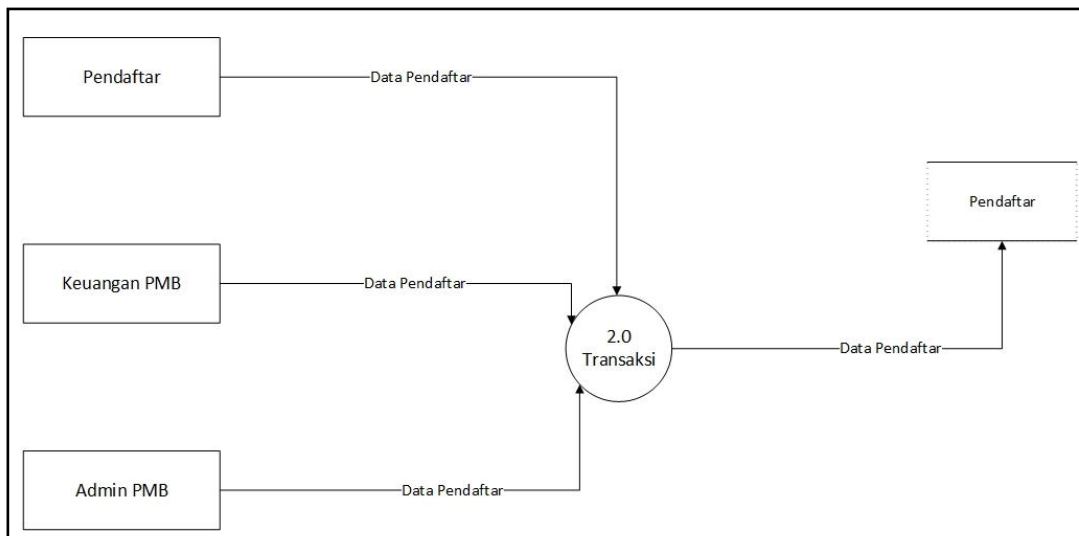 Pendaftar
Data Pendaftar
Pendaftar
Keuangan PMB
Data Pendaftar
2.0
Transaksi
Data Pendaftar
Admin PMB
Data Pendaftar